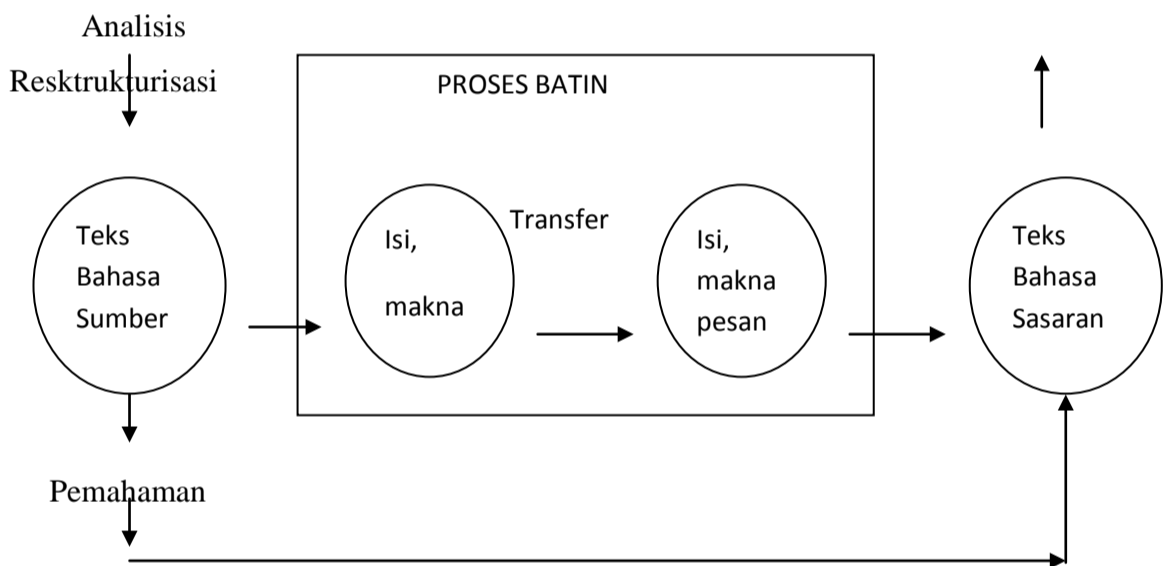 Analisis
Resktrukturisasi
PROSES BATIN
Teks
Bahasa
Sumber
Isi,
makna
Transfer
Isi,
makna
pesan
Teks
Bahasa
Sasaran
Pemahaman